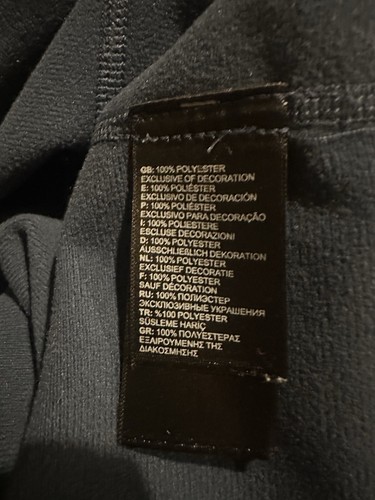 GB: 100% POLYESTER
EXCLUSIVE OF DECORATION
E: 100% POLIÉSTER
EXCLUSIVO DE DECORACIÓN
P: 100% POLIÉSTER
EXCLUSIVO PARA DECORAÇÃO
I: 100% POLIESTERE
ESCLUSE DECORAZIONI
D: 100% POLYESTER
AUSSCHLIEßLICH DEKORATION
NL: 100% POLYESTER
EXCLUSIEF DECORATIE
F: 100% POLYESTER
SAUF DÉCORATION
RU: 100% ПОЛИЭСТЕР
ЭКСКЛЮЗИВНЫЕ УКРАШЕНИЯ
TR: %100 POLYESTER
SÜSLEME HARİÇ
GR: 100% ΠΟΛΥΕΣΤΕΡΑΣ
ΕΞΑΙΡΟΥΜΕΝΗΣ ΤΗΣ
ΔΙΑΚΟΣΜΗΣΗΣ